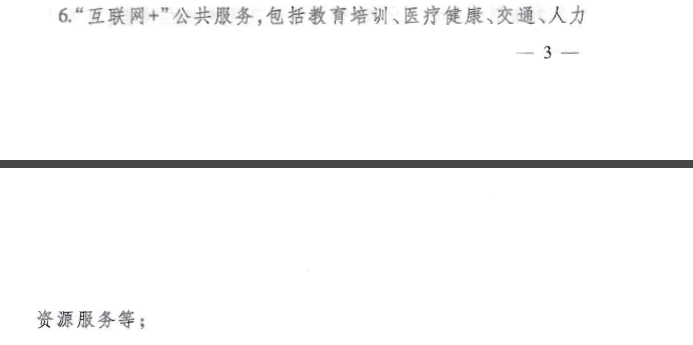 6.“互联网+”公共服务,包括教育培训、医疗健康、交通、人力
— 3 —
资源服务等;